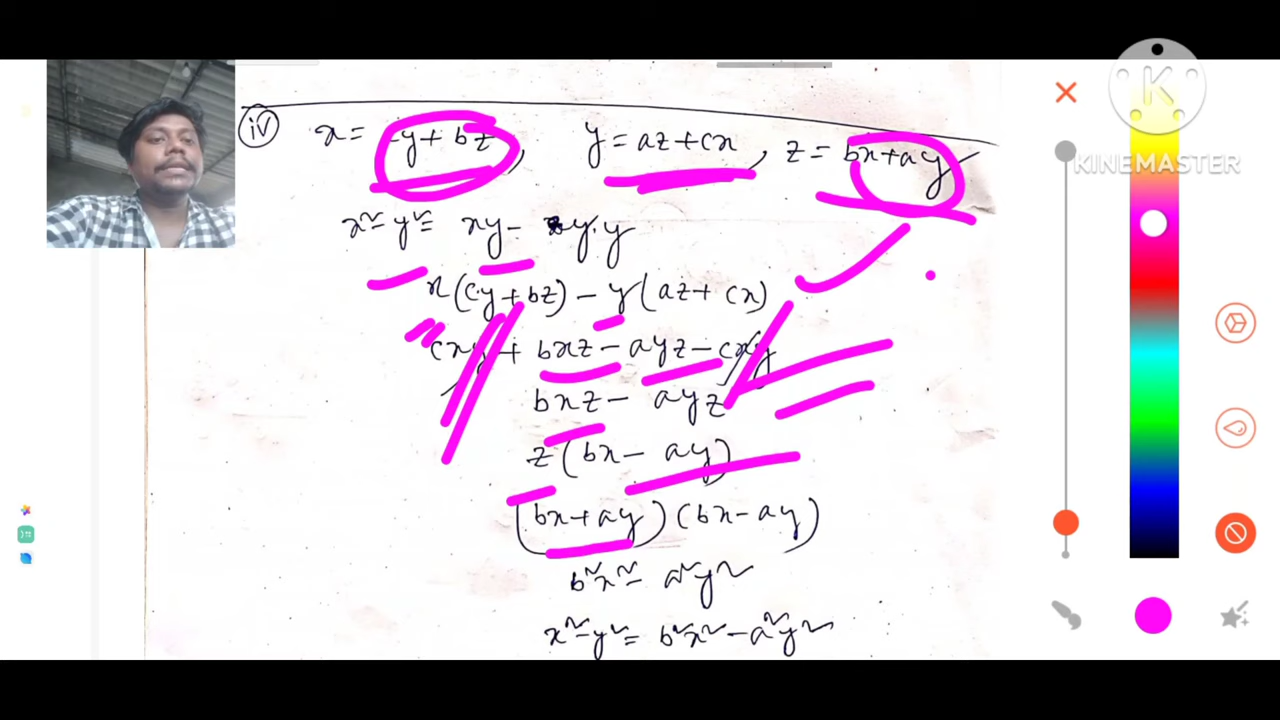 (iv) x = cy + bz, y = az + cx, z = bx + ay
x² - y² = xy - xy.y
x(cy + bz) - y(az + cx)
cxy + bxz - ayz - cxy
bxz - ayz
z(bx - ay)
(bx + ay)(bx - ay)
b²x² - a²y²
x² - y² = b²x² - a²y²
KINEMASTER